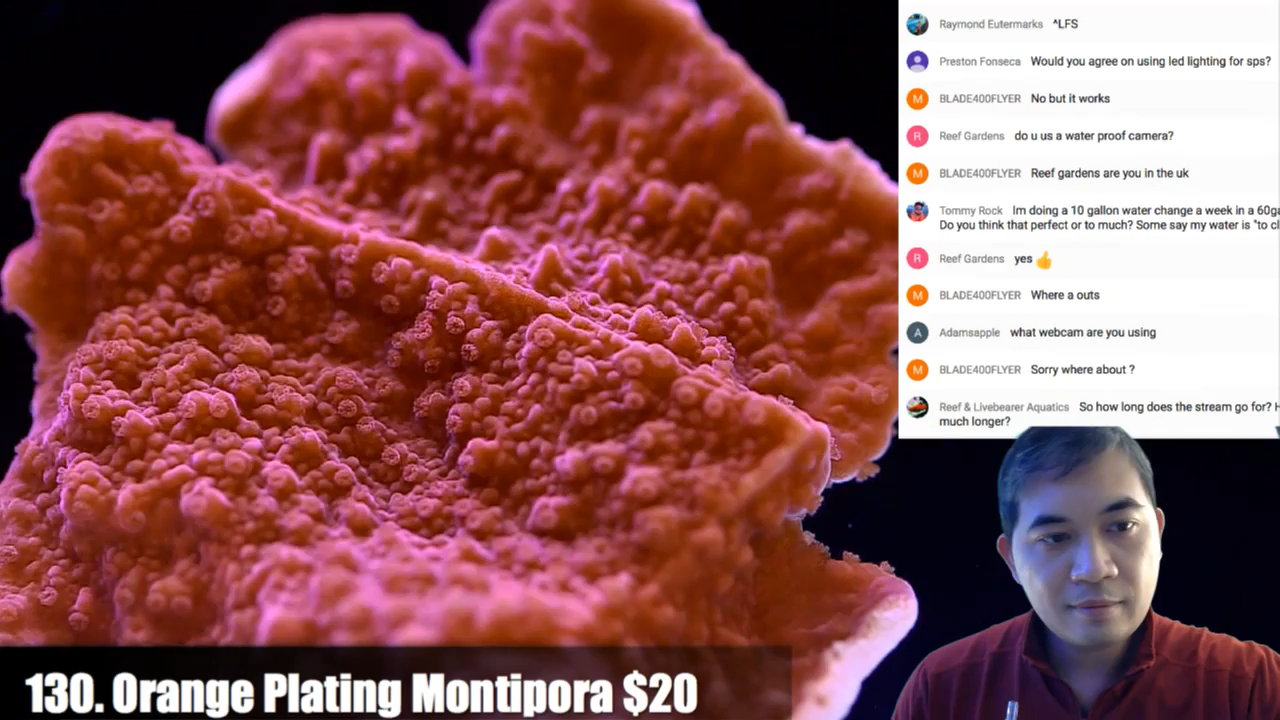 Raymond Eutermarks ^LFS
Preston Fonseca Would you agree on using led lighting for sps?
M BLADE400FLYER No but it works
R Reef Gardens do u us a water proof camera?
M BLADE400FLYER Reef gardens are you in the uk
Tommy Rock Im doing a 10 gallon water change a week in a 60ga
Do you think that perfect or to much? Some say my water is "to cl
R Reef Gardens yes 👍
M BLADE400FLYER Where a outs
A Adamsapple what webcam are you using
M BLADE400FLYER Sorry where about ?
Reef & Livebearer Aquatics So how long does the stream go for?
much longer?
130. Orange Plating Montipora $20